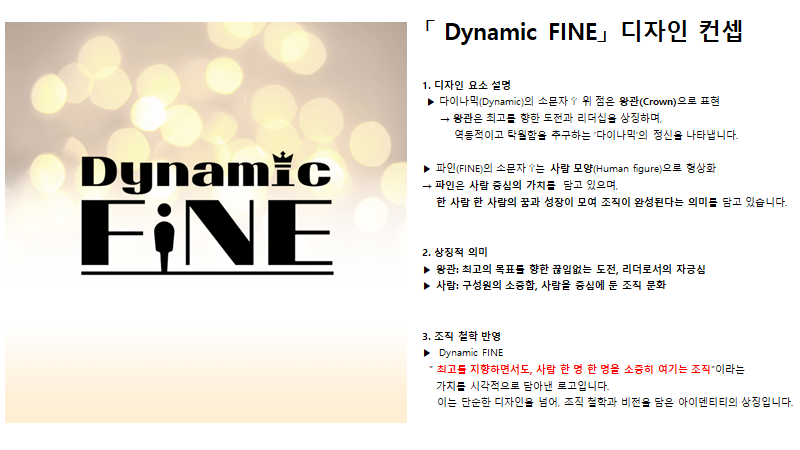 Dynamic
FiNE
「 Dynamic FINE」 디자인 컨셉
1. 디자인 요소 설명
▶ 다이나믹(Dynamic)의 소문자 'i' 위 점은 왕관(Crown)으로 표현
→ 왕관은 최고를 향한 도전과 리더십을 상징하며,
역동적이고 탁월함을 추구하는 '다이나믹'의 정신을 나타냅니다.
▶ 파인(FINE)의 소문자 'i'는 사람 모양(Human figure)으로 형상화
→ 파인은 사람 중심의 가치를 담고 있으며,
한 사람 한 사람의 꿈과 성장이 모여 조직이 완성된다는 의미를 담고 있습니다.
2. 상징적 의미
▶ 왕관: 최고의 목표를 향한 끊임없는 도전, 리더로서의 자긍심
▶ 사람: 구성원의 소중함, 사람을 중심에 둔 조직 문화
3. 조직 철학 반영
▶ Dynamic FINE
" 최고를 지향하면서도, 사람 한 명 한 명을 소중히 여기는 조직"이라는
가치를 시각적으로 담아낸 로고입니다.
이는 단순한 디자인을 넘어, 조직 철학과 비전을 담은 아이덴티티의 상징입니다.